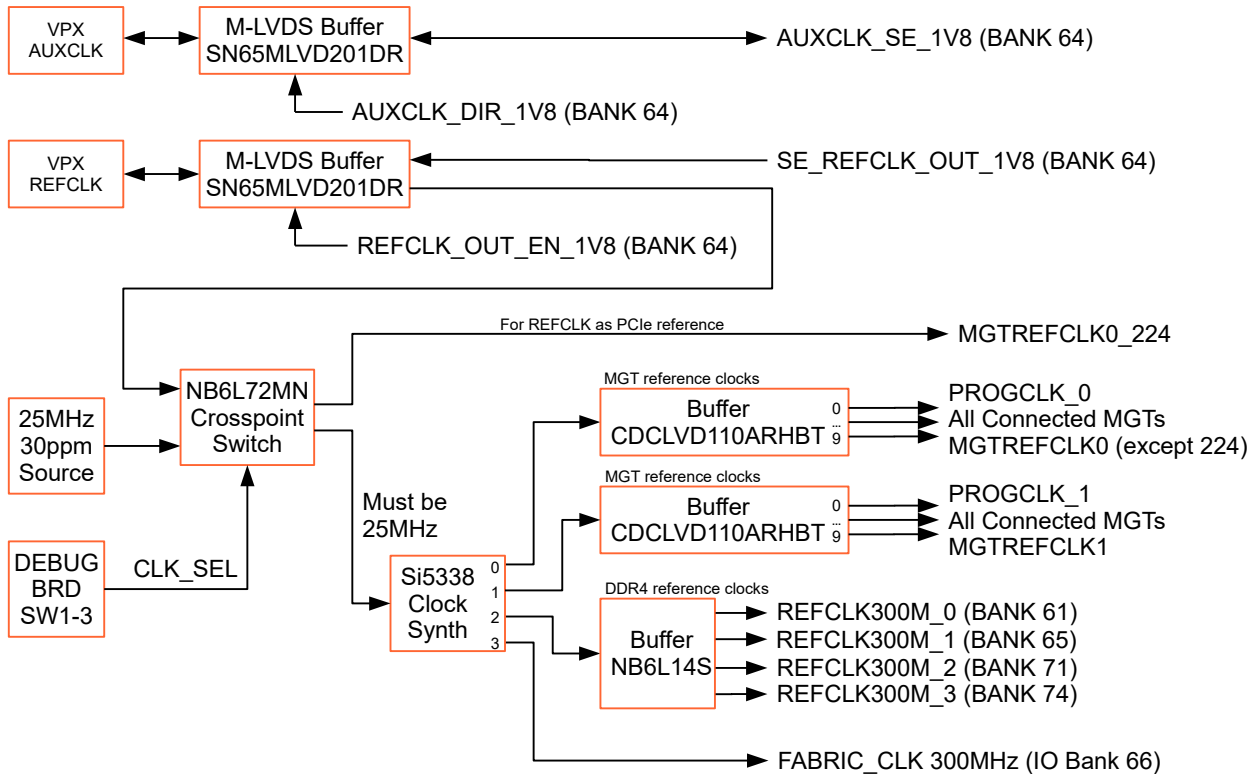 VPX
AUXCLK
M-LVDS Buffer
SN65MLVD201DR
AUXCLK_SE_1V8 (BANK 64)
AUXCLK_DIR_1V8 (BANK 64)
VPX
REFCLK
M-LVDS Buffer
SN65MLVD201DR
SE_REFCLK_OUT_1V8 (BANK 64)
REFCLK_OUT_EN_1V8 (BANK 64)
For REFCLK as PCIe reference
MGTREFCLK0_224
25MHz
30ppm
Source
NB6L72MN
Crosspoint
Switch
DEBUG
BRD
SW1-3
CLK_SEL
Must be
25MHz
Si5338
Clock
Synth
0
1
2
3
MGT reference clocks
Buffer
CDCLVD110ARHBT
0
...
9
PROGCLK_0
All Connected MGTs
MGTREFCLK0 (except 224)
MGT reference clocks
Buffer
CDCLVD110ARHBT
0
...
9
PROGCLK_1
All Connected MGTs
MGTREFCLK1
DDR4 reference clocks
Buffer
NB6L14S
REFCLK300M_0 (BANK 61)
REFCLK300M_1 (BANK 65)
REFCLK300M_2 (BANK 71)
REFCLK300M_3 (BANK 74)
FABRIC_CLK 300MHz (IO Bank 66)